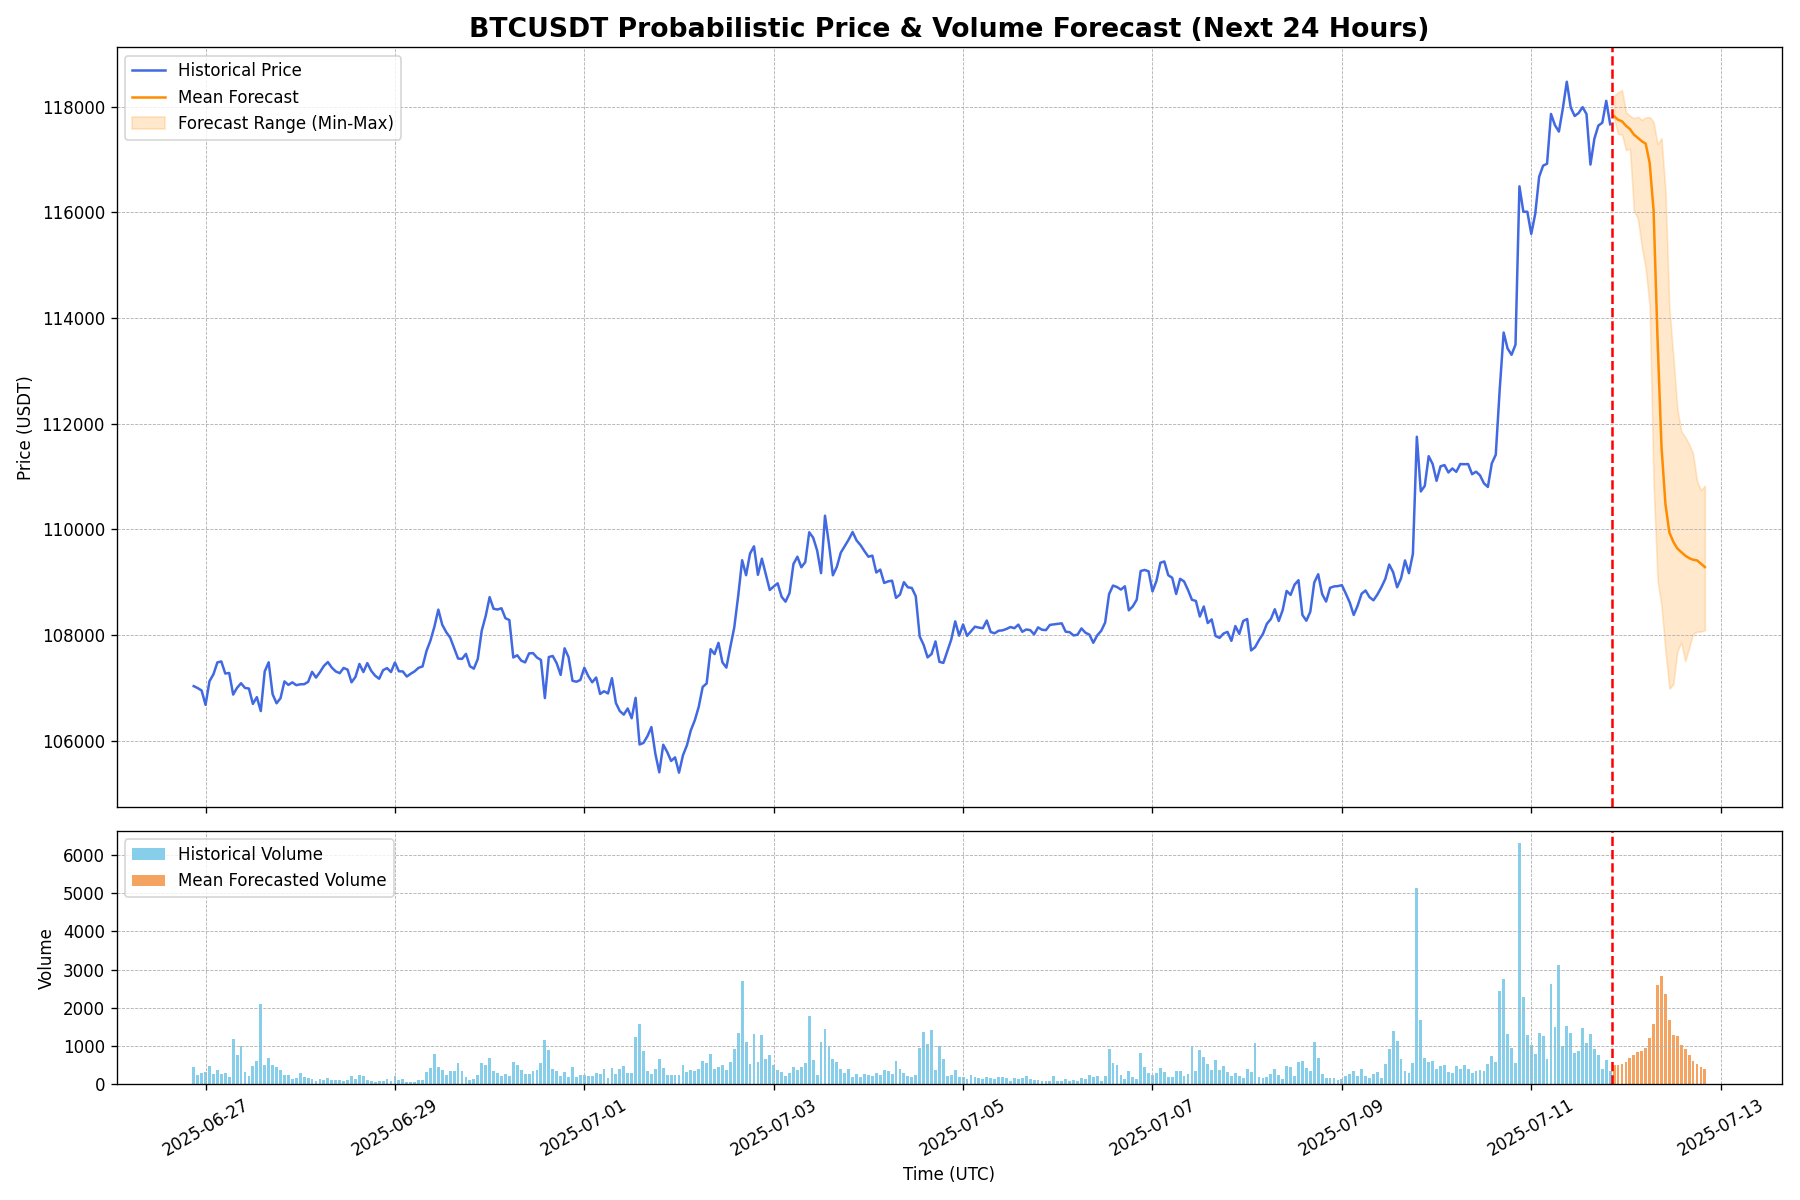 BTCUSDT Probabilistic Price & Volume Forecast (Next 24 Hours)
Historical Price
Mean Forecast
Forecast Range (Min-Max)
118000
116000
114000
112000
110000
108000
106000
Price (USDT)
Historical Volume
Mean Forecasted Volume
6000
5000
4000
3000
2000
1000
0
Volume
2025-06-27
2025-06-29
2025-07-01
2025-07-03
2025-07-05
2025-07-07
2025-07-09
2025-07-11
2025-07-13
Time (UTC)